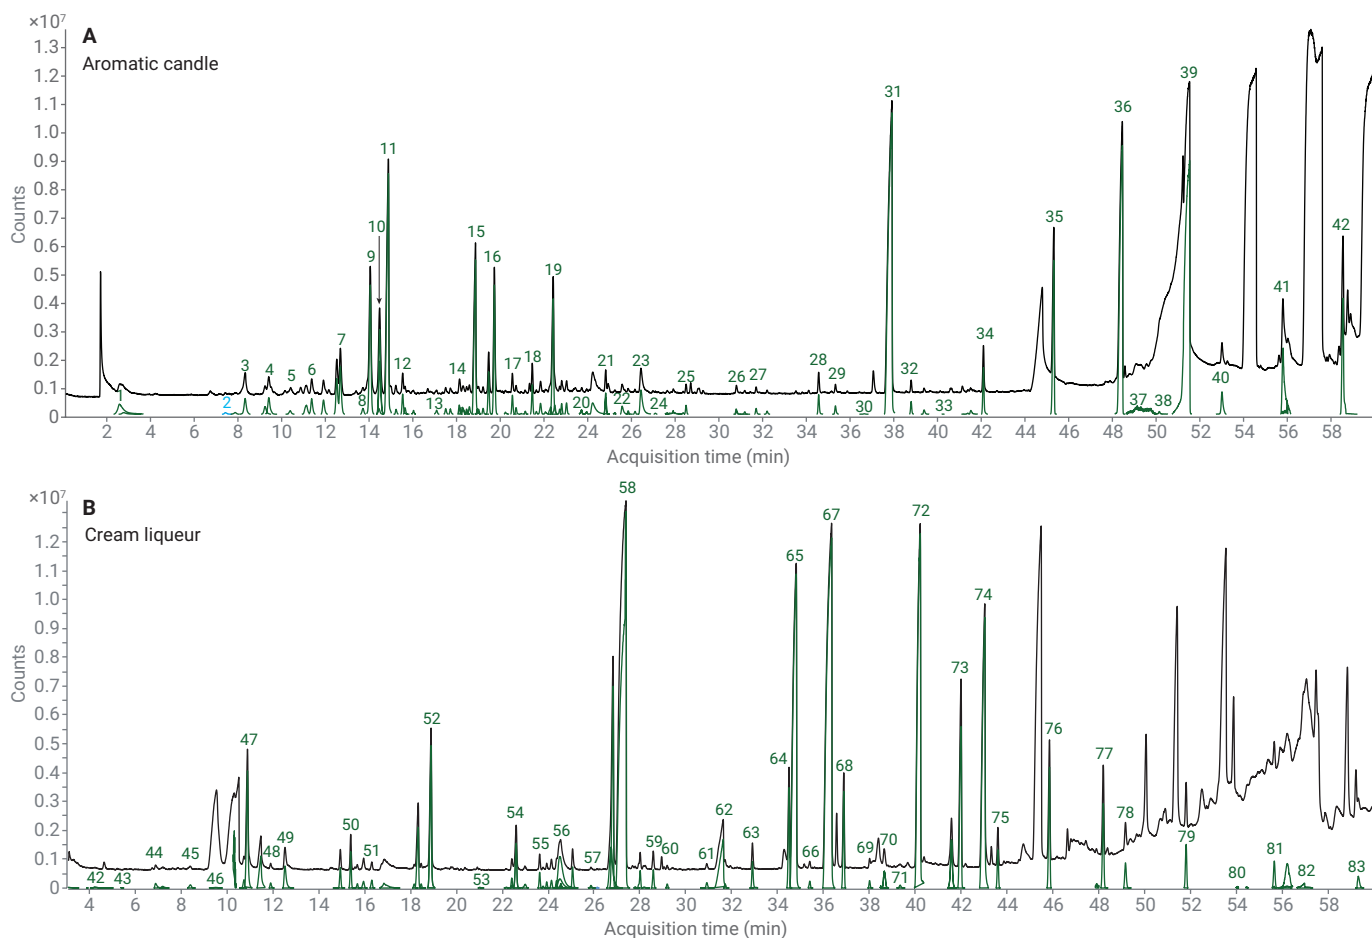 ×10⁷
A
Aromatic candle
1.3
1.2
1.1
1.0
0.9
0.8
0.7
0.6
0.5
0.4
0.3
0.2
0.1
0
Counts
1 2 3 4 5 6 7 8 9 10 11 12 13 14 15 16 17 18 19 20 21 22 23 24 25 26 27 28 29 30 31 32 33 34 35 36 37 38 39 40 41 42
2 4 6 8 10 12 14 16 18 20 22 24 26 28 30 32 34 36 38 40 42 44 46 48 50 52 54 56 58
Acquisition time (min)
×10⁷
B
Cream liqueur
1.2
1.1
1.0
0.9
0.8
0.7
0.6
0.5
0.4
0.3
0.2
0.1
0
Counts
42 43 44 45 46 47 48 49 50 51 52 53 54 55 56 57 58 59 60 61 62 63 64 65 66 67 68 69 70 71 72 73 74 75 76 77 78 79 80 81 82 83
4 6 8 10 12 14 16 18 20 22 24 26 28 30 32 34 36 38 40 42 44 46 48 50 52 54 56 58
Acquisition time (min)